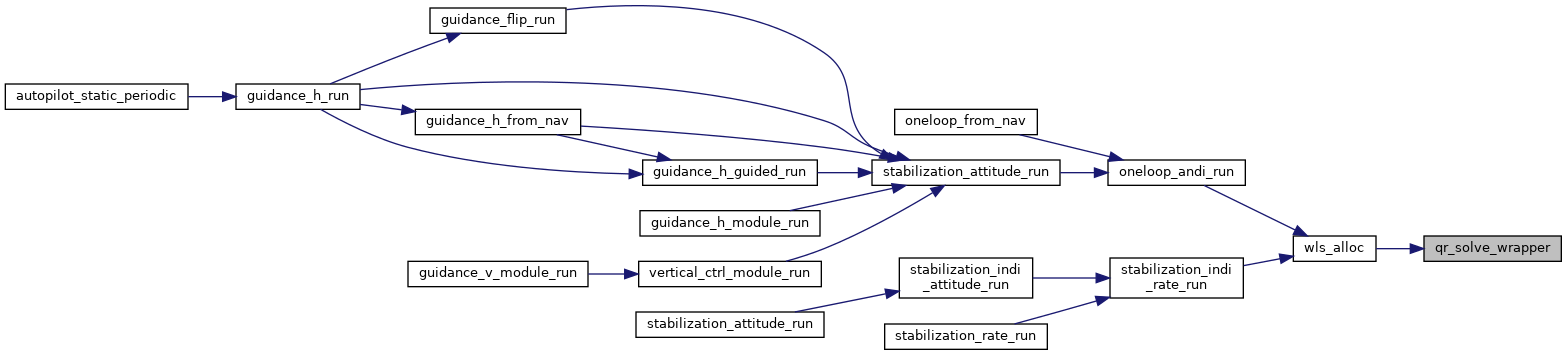 guidance_flip_run
autopilot_static_periodic
guidance_h_run
guidance_h_from_nav
oneloop_from_nav
guidance_h_guided_run
stabilization_attitude_run
oneloop_andi_run
guidance_h_module_run
wls_alloc
qr_solve_wrapper
guidance_v_module_run
vertical_ctrl_module_run
stabilization_indi
_attitude_run
stabilization_indi
_rate_run
stabilization_attitude_run
stabilization_rate_run